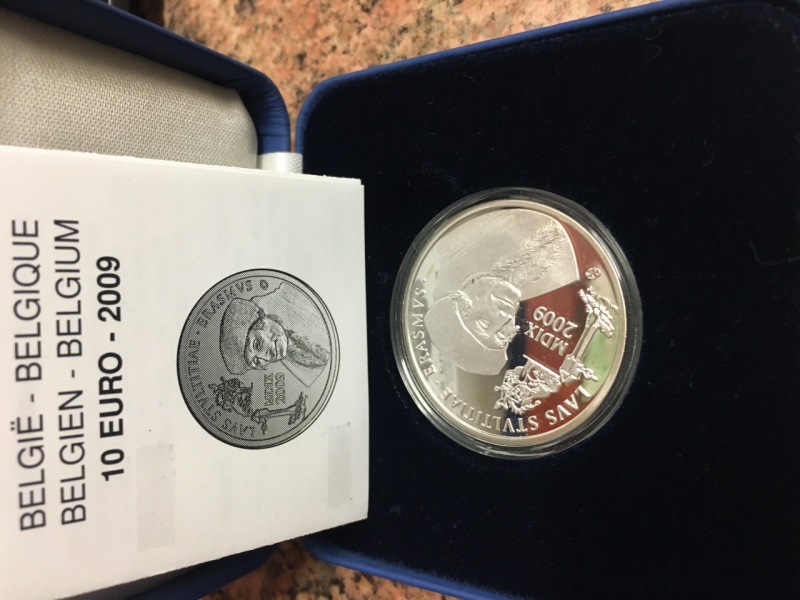 BELGIË - BELGIQUE
BELGIEN - BELGIUM
10 EURO - 2009
LAVS STVLTITIAE · ERASMVS
MDIX
2009
LAVS STVLTITIAE · ERASMVS
MDIX
2009